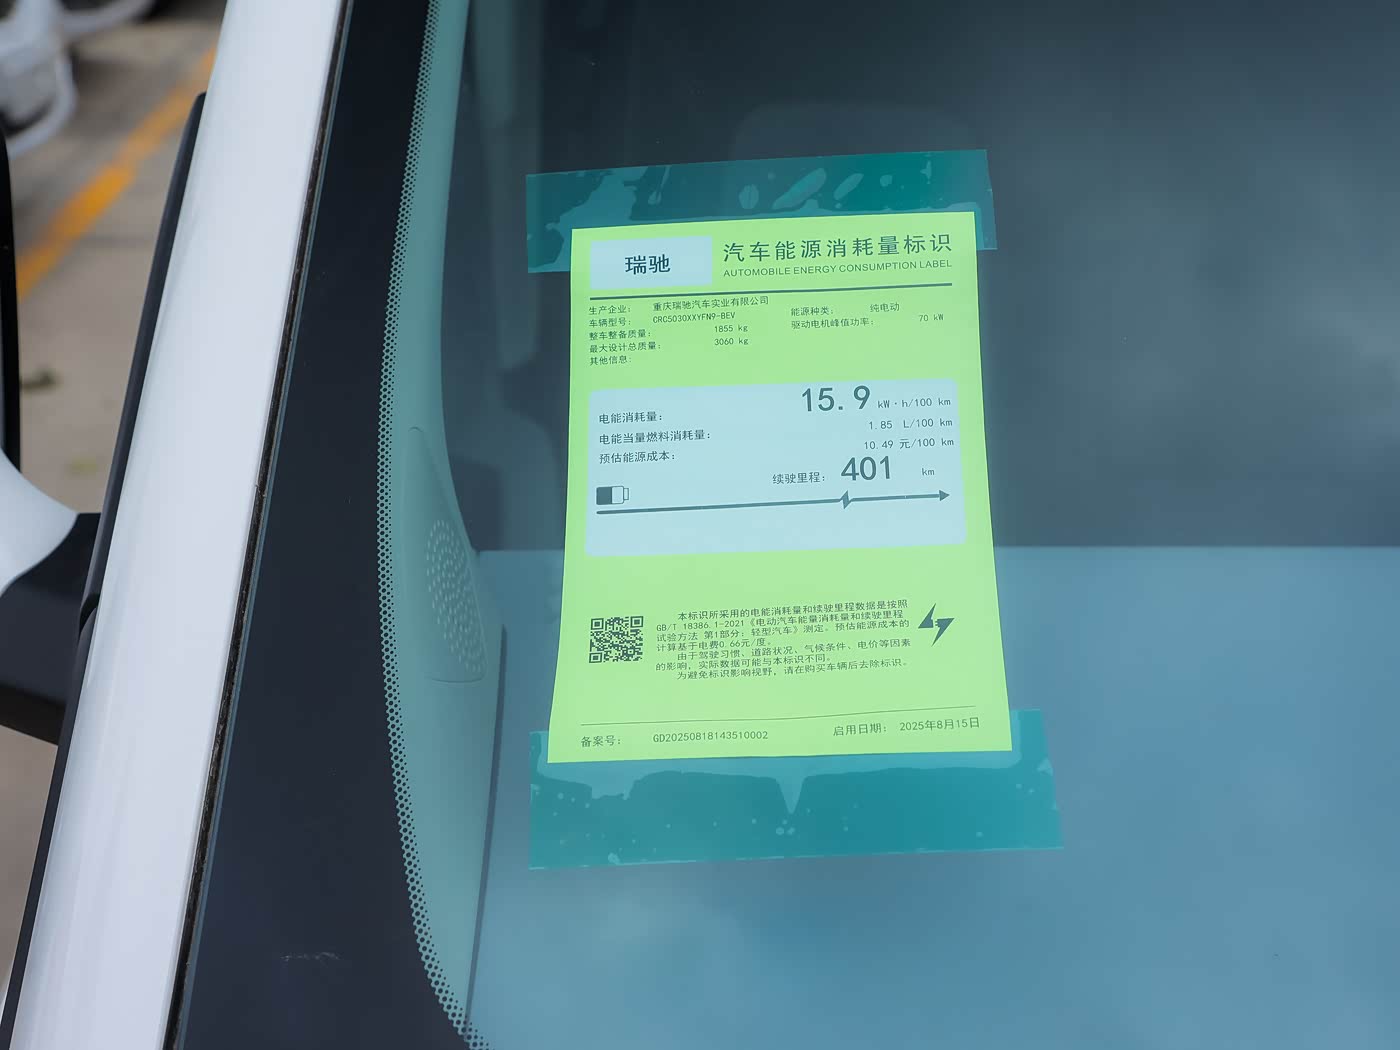 瑞驰
汽车能源消耗量标识
AUTOMOBILE ENERGY CONSUMPTION LABEL
生产企业： 重庆瑞驰汽车实业有限公司
车辆型号： CRC5030XXYFN9-BEV
整车整备质量： 1855 kg
最大设计总质量： 3060 kg
其他信息：
能源种类： 纯电动
驱动电机峰值功率： 70 kW
电能消耗量： 15.9 kW·h/100 km
电能当量燃料消耗量： 1.85 L/100 km
预估能源成本： 10.49 元/100 km
续驶里程： 401 km
本标识所采用的电能消耗量和续驶里程数据是按照
GB/T 18386.1-2021《电动汽车能量消耗量和续驶里程
试验方法 第1部分：轻型汽车》测定。预估能源成本的
计算基于电费0.66元/度。
由于驾驶习惯、道路状况、气候条件、电价等因素
的影响，实际数据可能与本标识不同。
为避免标识影响视野，请在购买车辆后去除标识。
备案号： GD20250818143510002
启用日期： 2025年8月15日